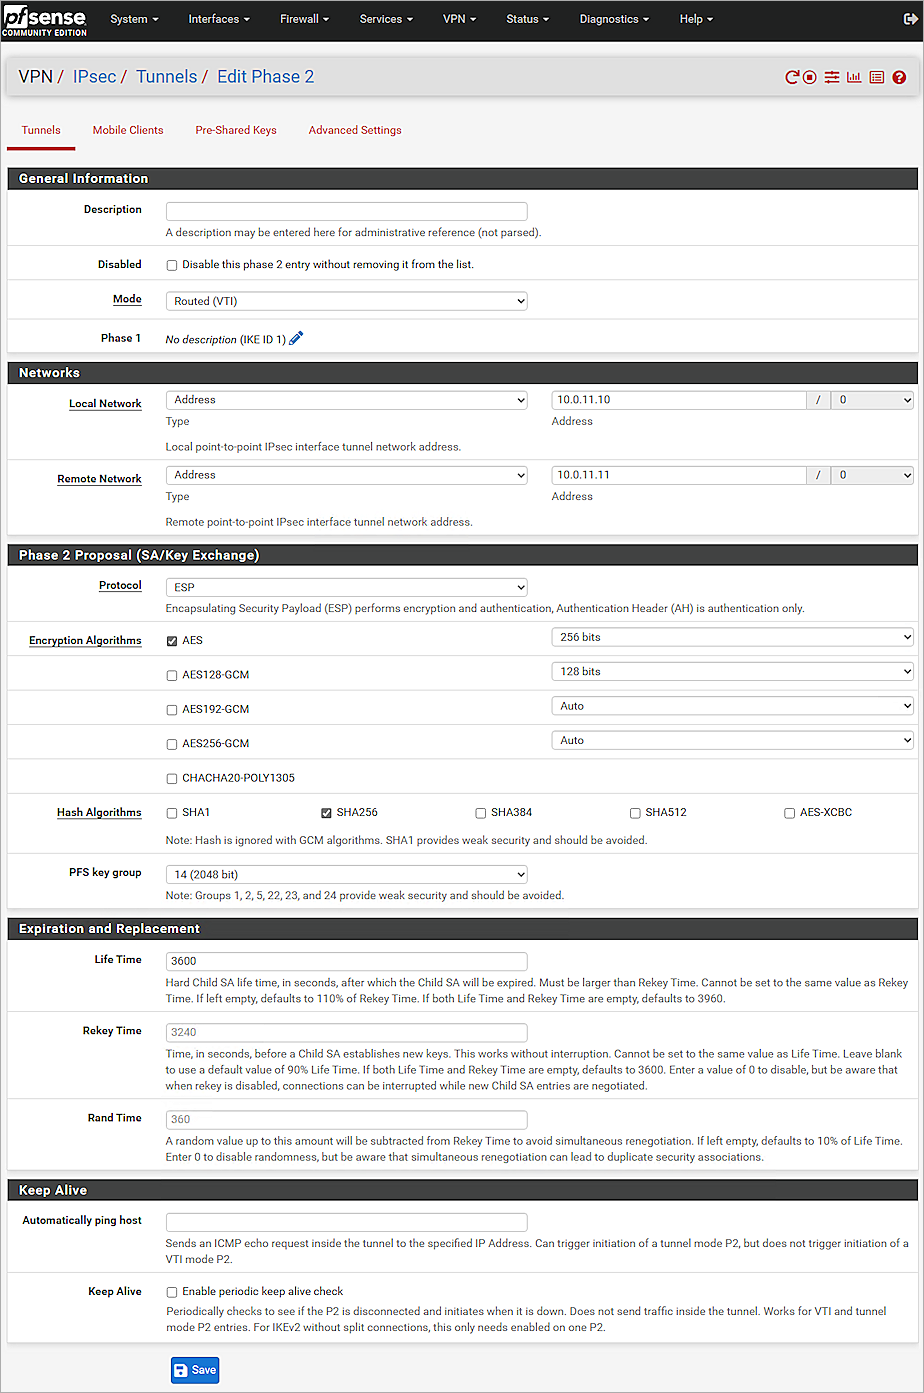 pfsense
COMMUNITY EDITION
System
Interfaces
Firewall
Services
VPN
Status
Diagnostics
Help
VPN / IPsec / Tunnels / Edit Phase 2
Tunnels
Mobile Clients
Pre-Shared Keys
Advanced Settings
General Information
Description
A description may be entered here for administrative reference (not parsed).
Disabled
Disable this phase 2 entry without removing it from the list.
Mode
Routed (VTI)
Phase 1
No description (IKE ID 1)
Networks
Local Network
Address
10.0.11.10 / 0
Type
Address
Local point-to-point IPsec interface tunnel network address.
Remote Network
Address
10.0.11.11 / 0
Type
Address
Remote point-to-point IPsec interface tunnel network address.
Phase 2 Proposal (SA/Key Exchange)
Protocol
ESP
Encapsulating Security Payload (ESP) performs encryption and authentication, Authentication Header (AH) is authentication only.
Encryption Algorithms
AES
256 bits
AES128-GCM
128 bits
AES192-GCM
Auto
AES256-GCM
Auto
CHACHA20-POLY1305
Hash Algorithms
SHA1
SHA256
SHA384
SHA512
AES-XCBC
Note: Hash is ignored with GCM algorithms. SHA1 provides weak security and should be avoided.
PFS key group
14 (2048 bit)
Note: Groups 1, 2, 5, 22, 23, and 24 provide weak security and should be avoided.
Expiration and Replacement
Life Time
3600
Hard Child SA life time, in seconds, after which the Child SA will be expired. Must be larger than Rekey Time. Cannot be set to the same value as Rekey
Time. If left empty, defaults to 110% of Rekey Time. If both Life Time and Rekey Time are empty, defaults to 3960.
Rekey Time
3240
Time, in seconds, before a Child SA establishes new keys. This works without interruption. Cannot be set to the same value as Life Time. Leave blank
to use a default value of 90% Life Time. If both Life Time and Rekey Time are empty, defaults to 3600. Enter a value of 0 to disable, but be aware that
when rekey is disabled, connections can be interrupted while new Child SA entries are negotiated.
Rand Time
360
A random value up to this amount will be subtracted from Rekey Time to avoid simultaneous renegotiation. If left empty, defaults to 10% of Life Time.
Enter 0 to disable randomness, but be aware that simultaneous renegotiation can lead to duplicate security associations.
Keep Alive
Automatically ping host
Sends an ICMP echo request inside the tunnel to the specified IP Address. Can trigger initiation of a tunnel mode P2, but does not trigger initiation of a
VTI mode P2.
Keep Alive
Enable periodic keep alive check
Periodically checks to see if the P2 is disconnected and initiates when it is down. Does not send traffic inside the tunnel. Works for VTI and tunnel
mode P2 entries. For IKEv2 without split connections, this only needs enabled on one P2.
Save